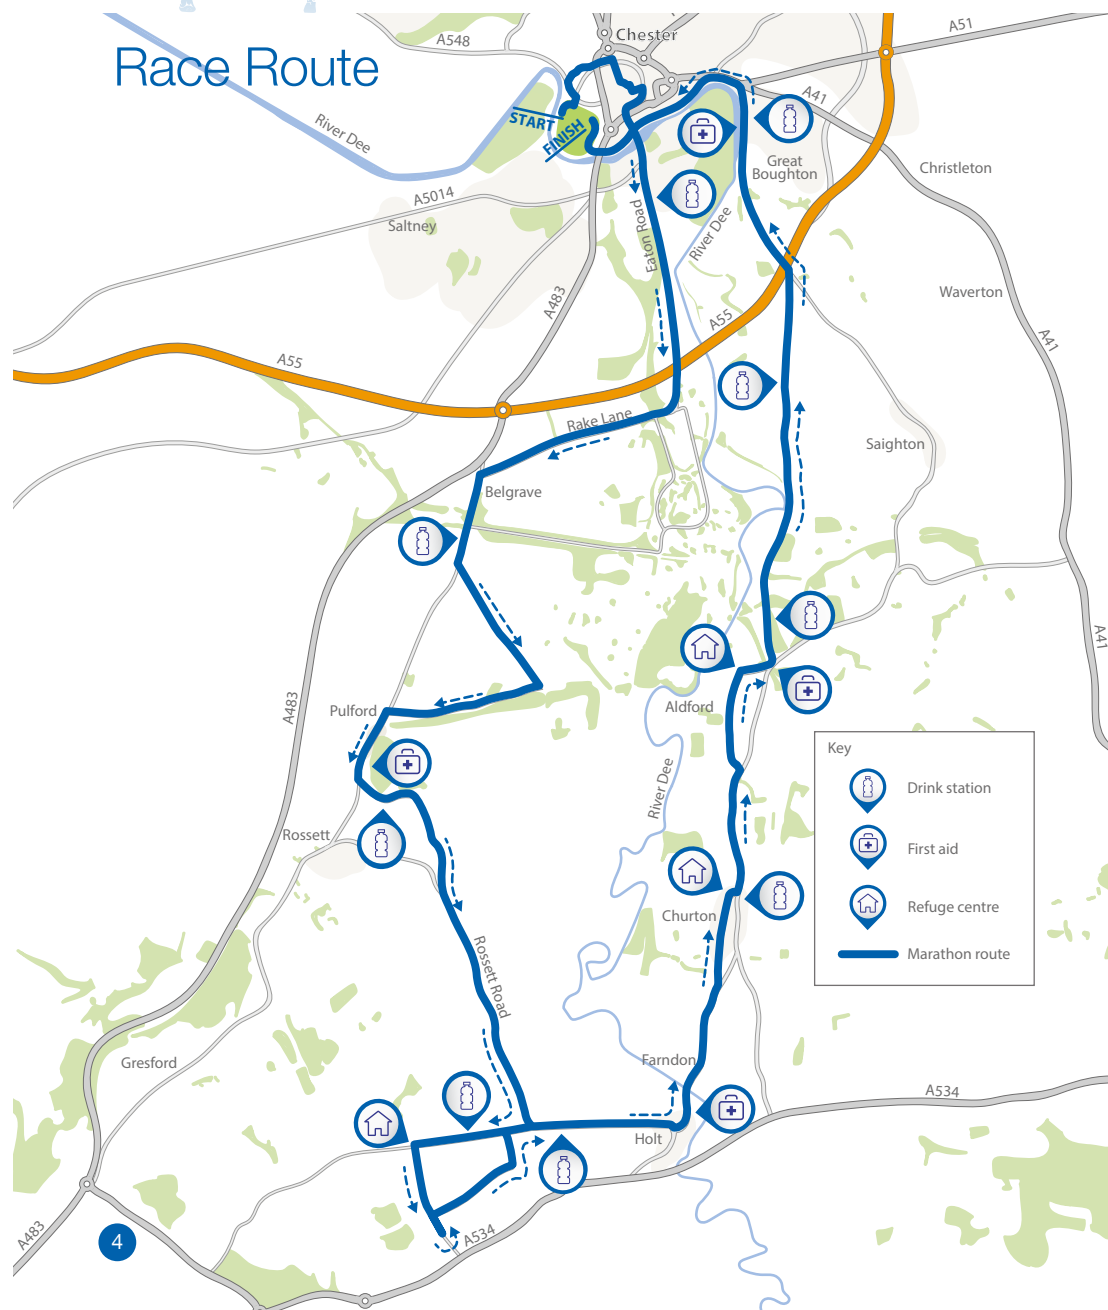 Race Route
Chester
A548
A51
A41
START
FINISH
River Dee
Great
Boughton
Christleton
A5014
Saltney
Eaton Road
River Dee
A483
Waverton
A55
A55
A41
Rake Lane
Saighton
Belgrave
A41
A483
Pulford
Aldford
River Dee
Rossett
Churton
Rossett Road
Gresford
Farndon
A534
Holt
A534
A483
Key
Drink station
First aid
Refuge centre
Marathon route
4